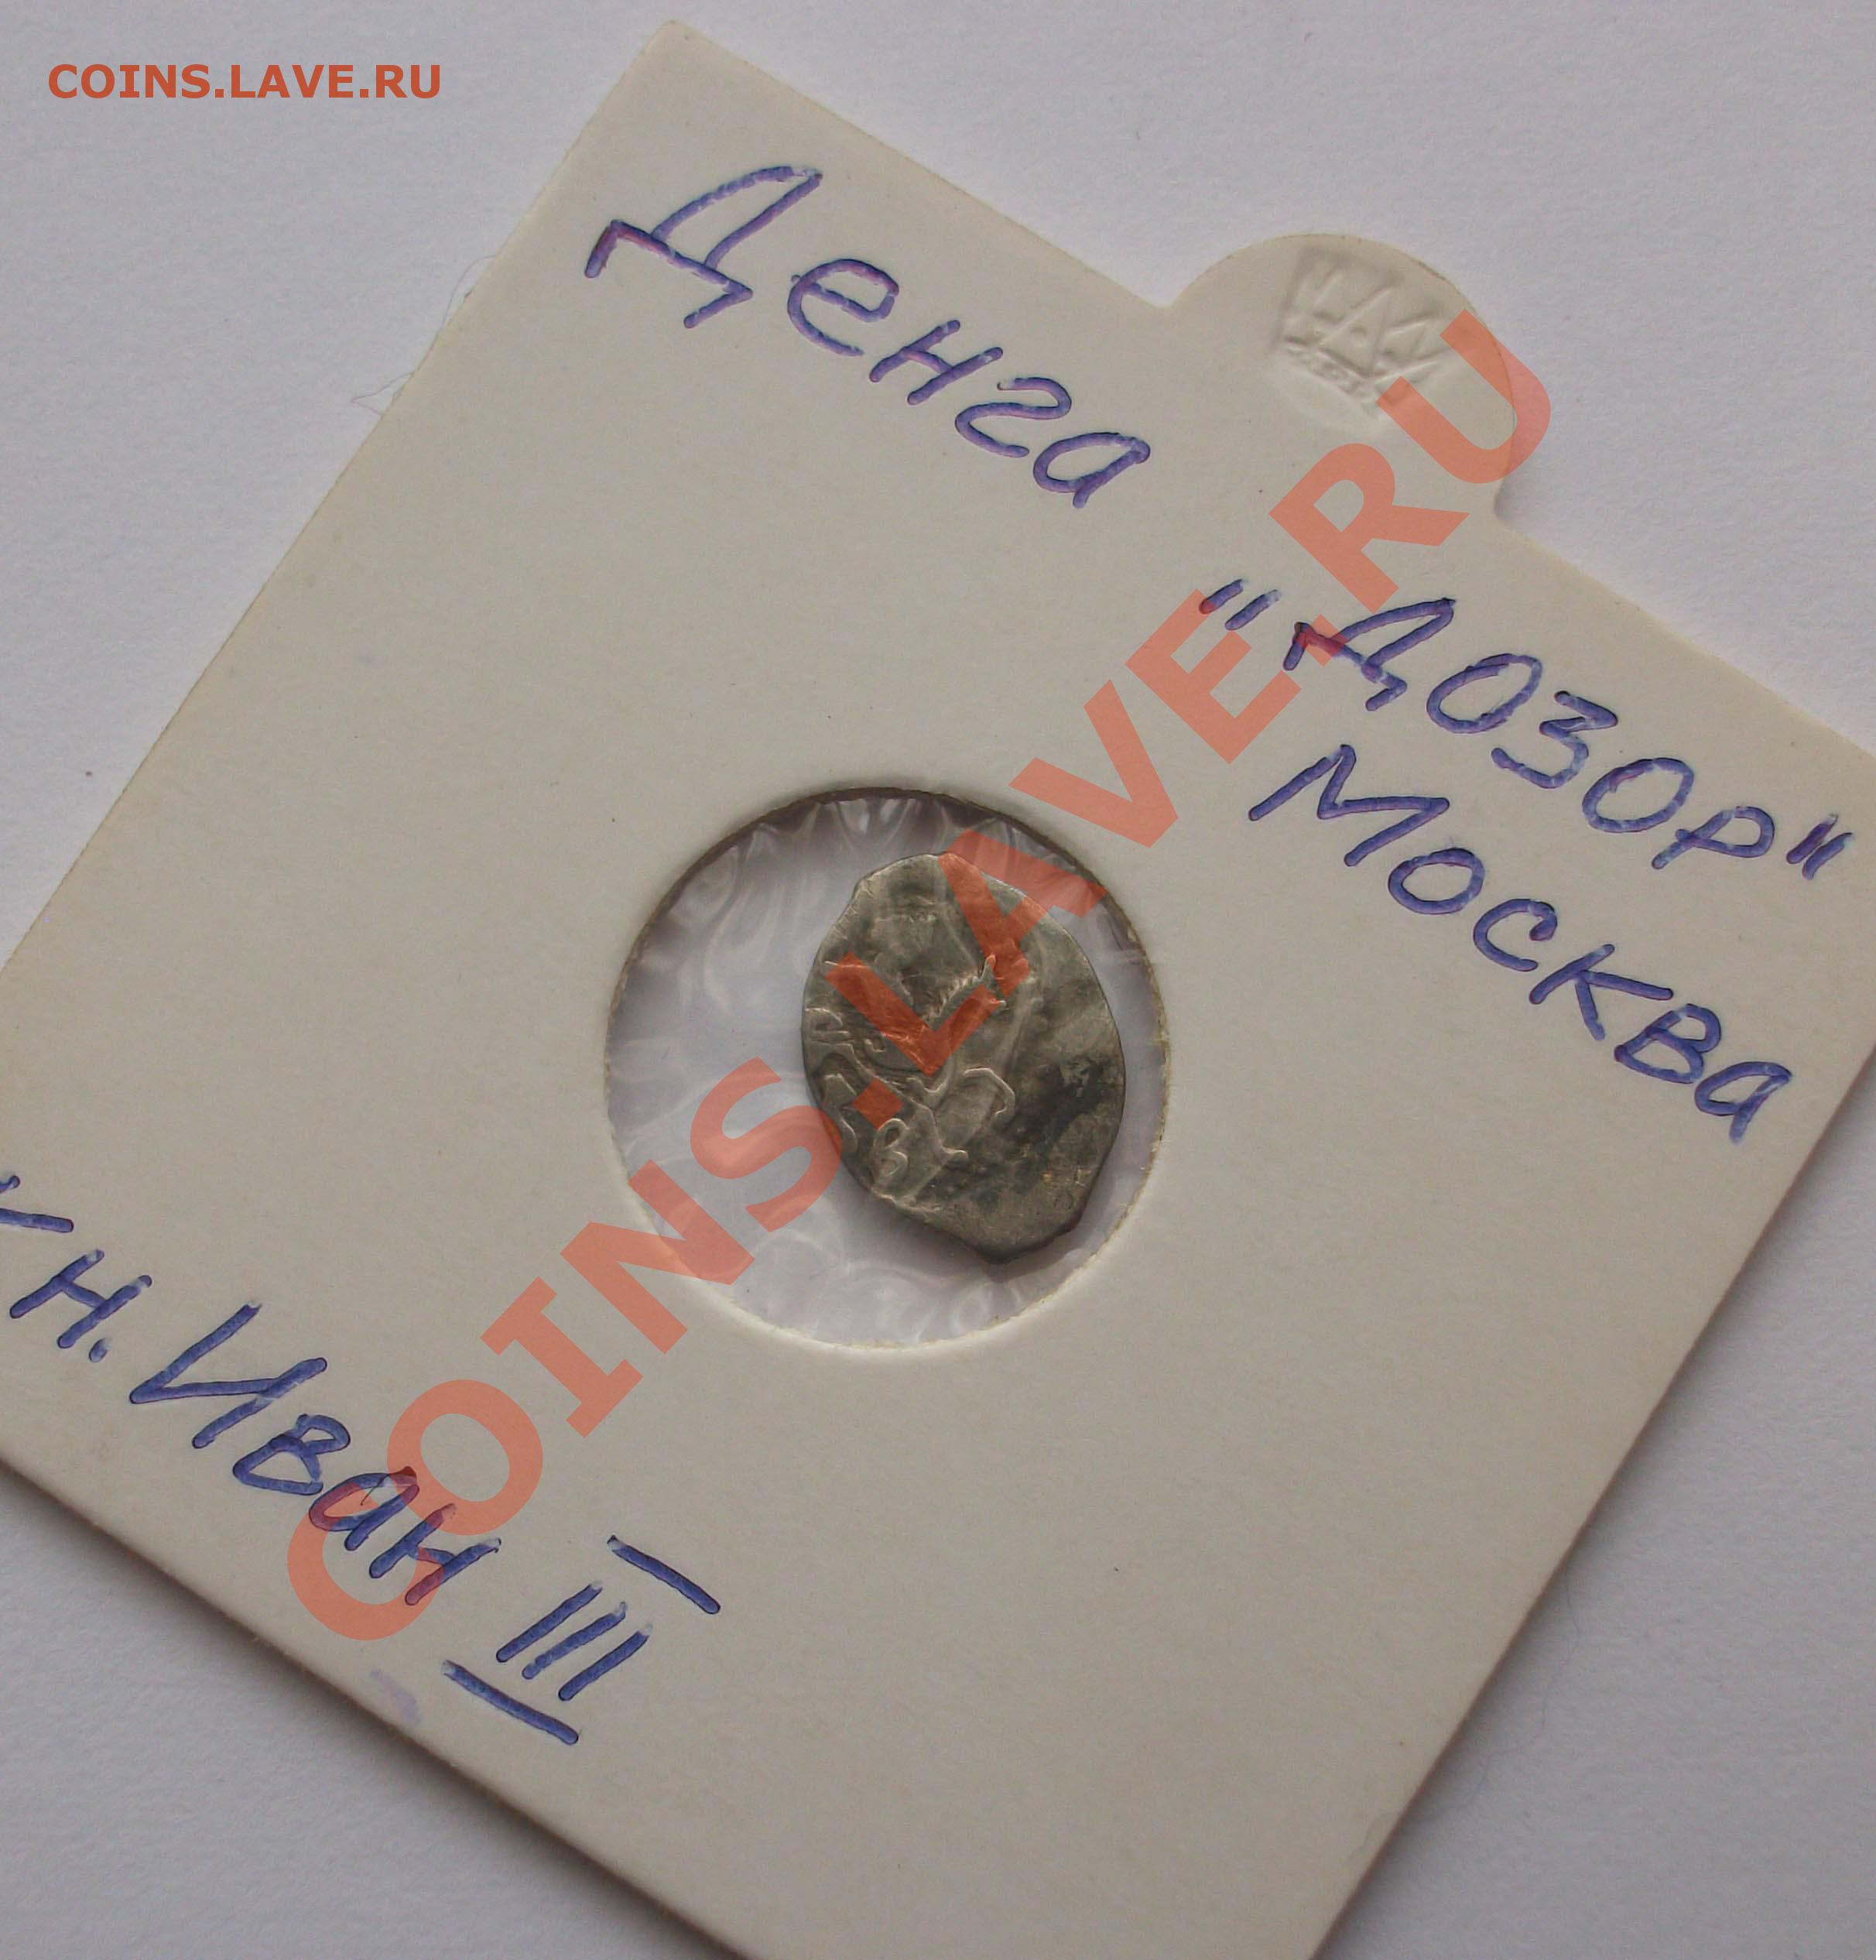 COINS.LAVE.RU
Денга
"Дозор"
Москва
н. Иван III
COINS.LAVE.RU